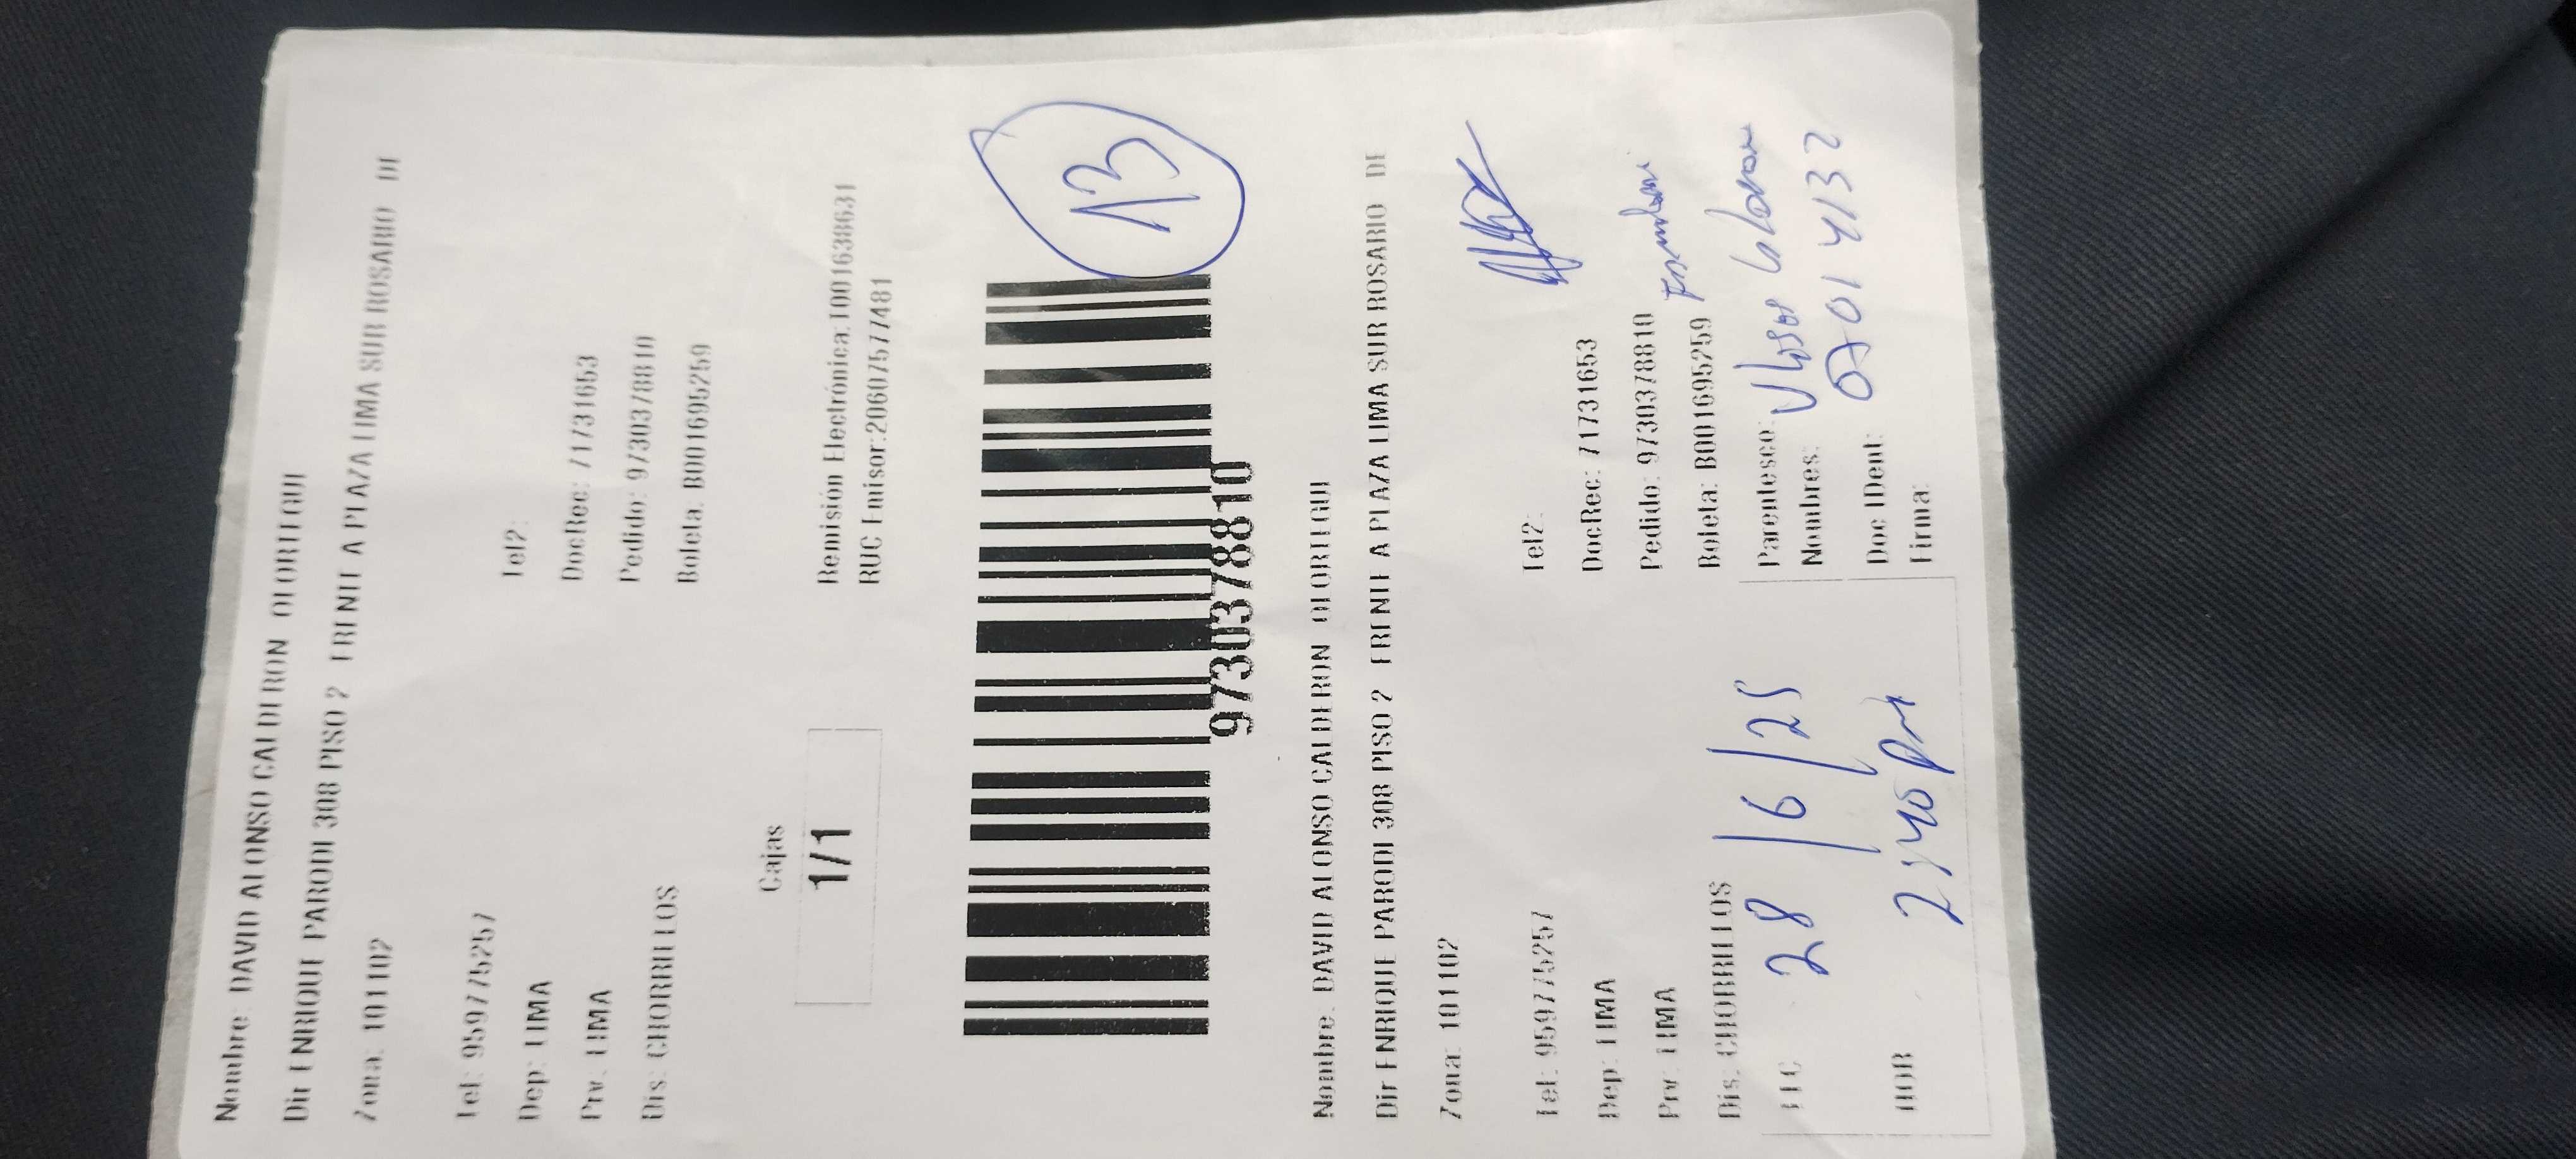 Nombre: DAVID ALONSO CALDERON OLORTEGUI
Dir ENRIQUE PARODI 308 PISO 2 FRENTE A PLAZA LIMA SUR ROSARIO DE
Zona: 101102
Tel: 959775257 Tel2:
Dep: LIMA DocRec: 71731653
Prv: LIMA Pedido: 9730378810
Dis: CHORRILLOS Boleta: B001695259
Cajas
1/1
Remisión Electrónica:T001638631
RUC Emisor:20607577481
13
9730378810
Nombre: DAVID ALONSO CALDERON OLORTEGUI
Dir ENRIQUE PARODI 308 PISO 2 FRENTE A PLAZA LIMA SUR ROSARIO DE
Zona: 101102
Tel: 959775257 Tel2:
Dep: LIMA DocRec: 71731653
Prv: LIMA Pedido: 9730378810
Dis: CHORRILLOS Boleta: B001695259
FEC 28/6/25 Parentesco:
Nombres:
HOR Doc IDent: 07014132
Firma: